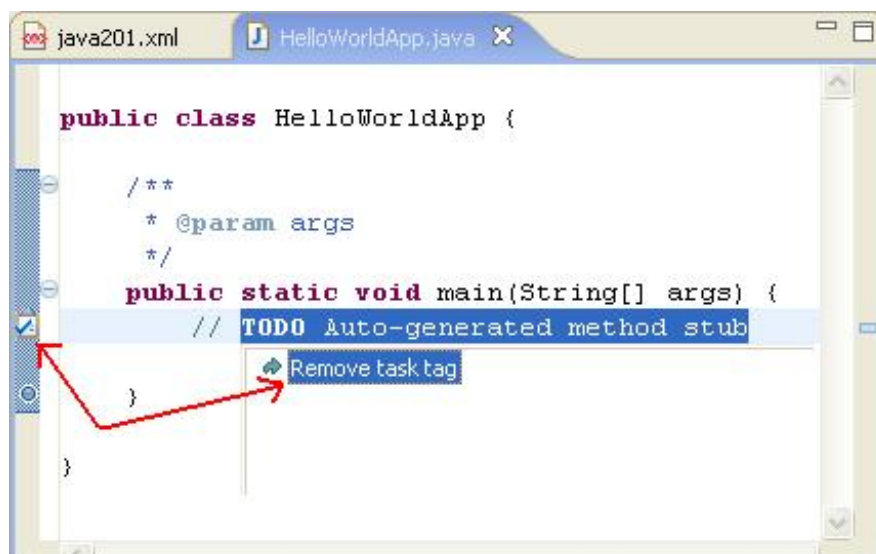 java201.xml HelloWorldApp.java
public class HelloWorldApp {
/**
* @param args
*/
public static void main(String[] args) {
// TODO Auto-generated method stub
Remove task tag
}
}